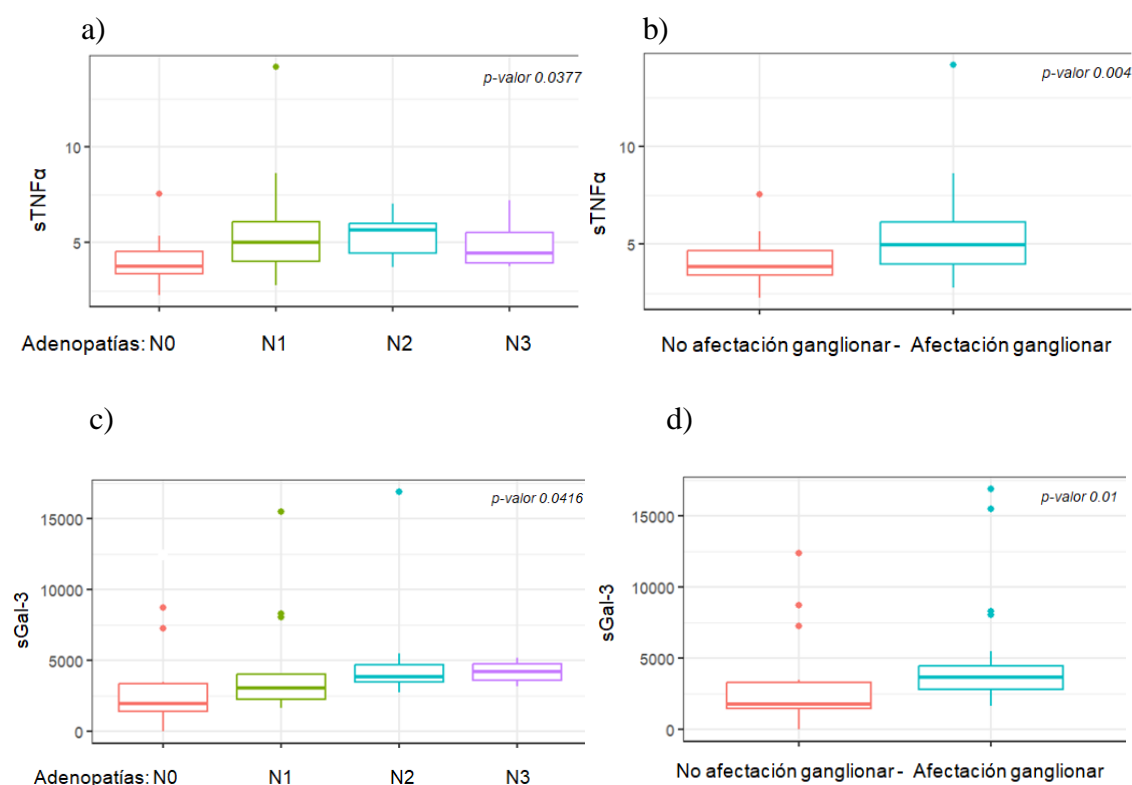 a)
p-valor 0.0377
10
5
sTNFα
Adenopatías: N0 N1 N2 N3
b)
p-valor 0.004
10
5
sTNFα
No afectación ganglionar - Afectación ganglionar
c)
p-valor 0.0416
15000
10000
5000
0
sGal-3
Adenopatías: N0 N1 N2 N3
d)
p-valor 0.01
15000
10000
5000
0
sGal-3
No afectación ganglionar - Afectación ganglionar